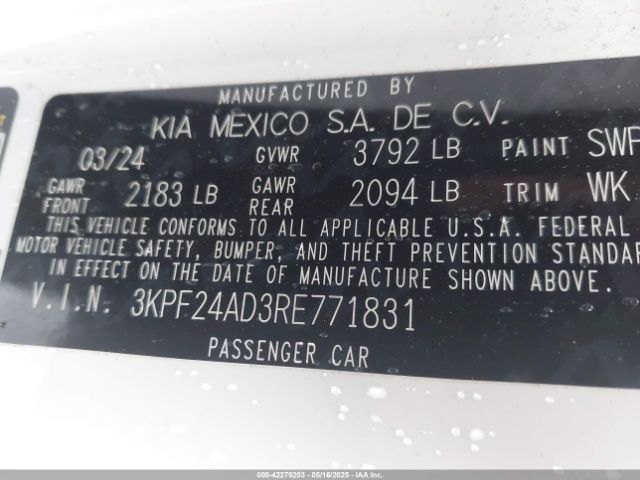 MANUFACTURED BY
KIA MEXICO S.A. DE C.V.
03/24 GVWR 3792 LB PAINT SWP
GAWR FRONT 2183 LB GAWR REAR 2094 LB TRIM WK
THIS VEHICLE CONFORMS TO ALL APPLICABLE U.S.A. FEDERAL
MOTOR VEHICLE SAFETY, BUMPER, AND THEFT PREVENTION STANDAR
IN EFFECT ON THE DATE OF MANUFACTURE SHOWN ABOVE.
V.I.N. 3KPF24AD3RE771831
PASSENGER CAR
000-42279203 - 05/16/2025 - IAAI.COM